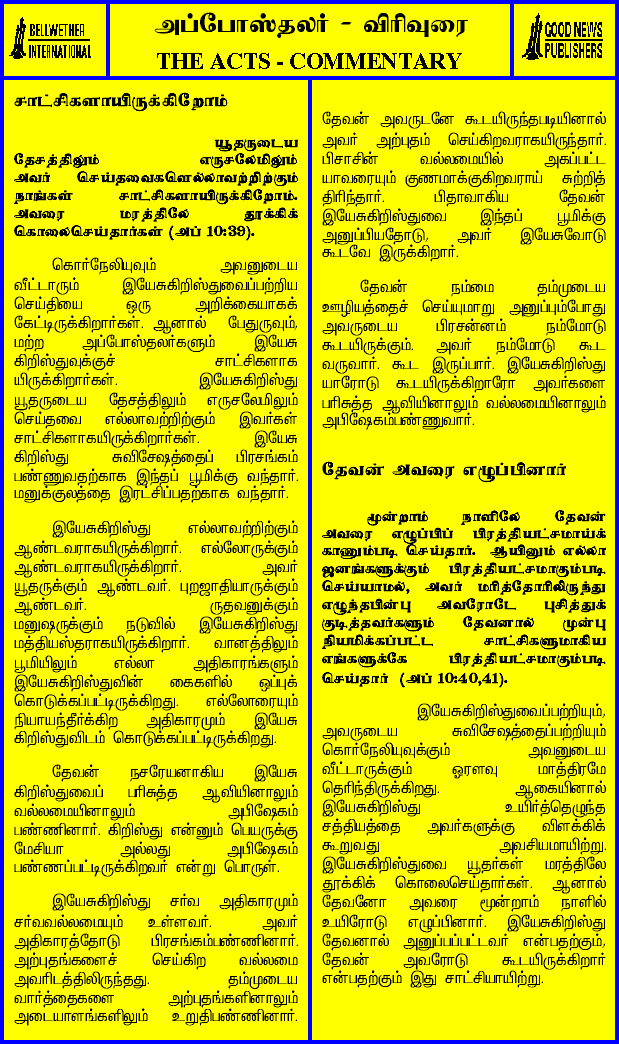 BELLWETHER
INTERNATIONAL
அப்போஸ்தலர் - விரிவுரை
THE ACTS - COMMENTARY
GOOD NEWS
PUBLISHERS
சாட்சிகளாயிருக்கிறோம்
யூதருடைய
தேசத்திலும் எருசலேமிலும்
அவர் செய்தவைகளெல்லாவற்றிற்கும்
நாங்கள் சாட்சிகளாயிருக்கிறோம்.
அவரை மரத்திலே தூக்கிக்
கொலைசெய்தார்கள் (அப் 10:39).
கொர்நேலியுவும் அவனுடைய
வீட்டாரும் இயேசுகிறிஸ்துவைப்பற்றிய
செய்தியை ஒரு அறிக்கையாகக்
கேட்டிருக்கிறார்கள். ஆனால் பேதுருவும்,
மற்ற அப்போஸ்தலர்களும் இயேசு
கிறிஸ்துவுக்குச் சாட்சிகளாக
யிருக்கிறார்கள். இயேசுகிறிஸ்து
யூதருடைய தேசத்திலும் எருசலேமிலும்
செய்தவை எல்லாவற்றிற்கும் இவர்கள்
சாட்சிகளாகயிருக்கிறார்கள். இயேசு
கிறிஸ்து சுவிசேஷத்தைப் பிரசங்கம்
பண்ணுவதற்காக இந்தப் பூமிக்கு வந்தார்.
மனுக்குலத்தை இரட்சிப்பதற்காக வந்தார்.
இயேசுகிறிஸ்து எல்லாவற்றிற்கும்
ஆண்டவராகயிருக்கிறார். எல்லோருக்கும்
ஆண்டவராகயிருக்கிறார். அவர்
யூதருக்கும் ஆண்டவர். புறஜாதியாருக்கும்
ஆண்டவர். ருதவனுக்கும்
மனுஷருக்கும் நடுவில் இயேசுகிறிஸ்து
மத்தியஸ்தராகயிருக்கிறார். வானத்திலும்
பூமியிலும் எல்லா அதிகாரங்களும்
இயேசுகிறிஸ்துவின் கைகளில் ஒப்புக்
கொடுக்கப்பட்டிருக்கிறது. எல்லோரையும்
நியாயந்தீர்க்கிற அதிகாரமும் இயேசு
கிறிஸ்துவிடம் கொடுக்கப்பட்டிருக்கிறது.
தேவன் நசரேயனாகிய இயேசு
கிறிஸ்துவைப் பரிசுத்த ஆவியினாலும்
வல்லமையினாலும் அபிஷேகம்
பண்ணினார். கிறிஸ்து என்னும் பெயருக்கு
மேசியா அல்லது அபிஷேகம்
பண்ணப்பட்டிருக்கிறவர் என்று பொருள்.
இயேசுகிறிஸ்து சர்வ அதிகாரமும்
சர்வவல்லமையும் உள்ளவர். அவர்
அதிகாரத்தோடு பிரசங்கம்பண்ணினார்.
அற்புதங்களைச் செய்கிற வல்லமை
அவரிடத்திலிருந்தது. தம்முடைய
வார்த்தைகளை அற்புதங்களினாலும்
அடையாளங்களிலும் உறுதிபண்ணினார்.
தேவன் அவருடனே கூடயிருந்தபடியினால்
அவர் அற்புதம் செய்கிறவராகயிருந்தார்.
பிசாசின் வல்லமையில் அகப்பட்ட
யாவரையும் குணமாக்குகிறவராய் சுற்றித்
திரிந்தார். பிதாவாகிய தேவன்
இயேசுகிறிஸ்துவை இந்தப் பூமிக்கு
அனுப்பியதோடு, அவர் இயேசுவோடு
கூடவே இருக்கிறார்.
தேவன் நம்மை தம்முடைய
ஊழியத்தைச் செய்யுமாறு அனுப்பும்போது
அவருடைய பிரசன்னம் நம்மோடு
கூடயிருக்கும். அவர் நம்மோடு கூட
வருவார். கூட இருப்பார். இயேசுகிறிஸ்து
யாரோடு கூடயிருக்கிறாரோ அவர்களை
பரிசுத்த ஆவியினாலும் வல்லமையினாலும்
அபிஷேகம்பண்ணுவார்.
தேவன் அவரை எழுப்பினார்
மூன்றாம் நாளிலே தேவன்
அவரை எழுப்பிப் பிரத்தியட்சமாய்க்
காணும்படி செய்தார். ஆயினும் எல்லா
ஜனங்களுக்கும் பிரத்தியட்சமாகும்படி
செய்யாமல், அவர் மரித்தோரிலிருந்து
எழுந்தபின்பு அவரோடே புசித்துக்
குடித்தவர்களும் தேவனால் முன்பு
நியமிக்கப்பட்ட சாட்சிகளுமாகிய
எங்களுக்கே பிரத்தியட்சமாகும்படி
செய்தார் (அப் 10:40,41).
இயேசுகிறிஸ்துவைப்பற்றியும்,
அவருடைய சுவிசேஷத்தைப்பற்றியும்
கொர்நேலியுவுக்கும் அவனுடைய
வீட்டாருக்கும் ஓரளவு மாத்திரமே
தெரிந்திருக்கிறது. ஆகையினால்
இயேசுகிறிஸ்து உயிர்த்தெழுந்த
சத்தியத்தை அவர்களுக்கு விளக்கிக்
கூறுவது அவசியமாயிற்று.
இயேசுகிறிஸ்துவை யூதர்கள் மரத்திலே
தூக்கிக் கொலைசெய்தார்கள். ஆனால்
தேவனோ அவரை மூன்றாம் நாளில்
உயிரோடு எழுப்பினார். இயேசுகிறிஸ்து
தேவனால் அனுப்பப்பட்டவர் என்பதற்கும்,
தேவன் அவரோடு கூடயிருக்கிறார்
என்பதற்கும் இது சாட்சியாயிற்று.